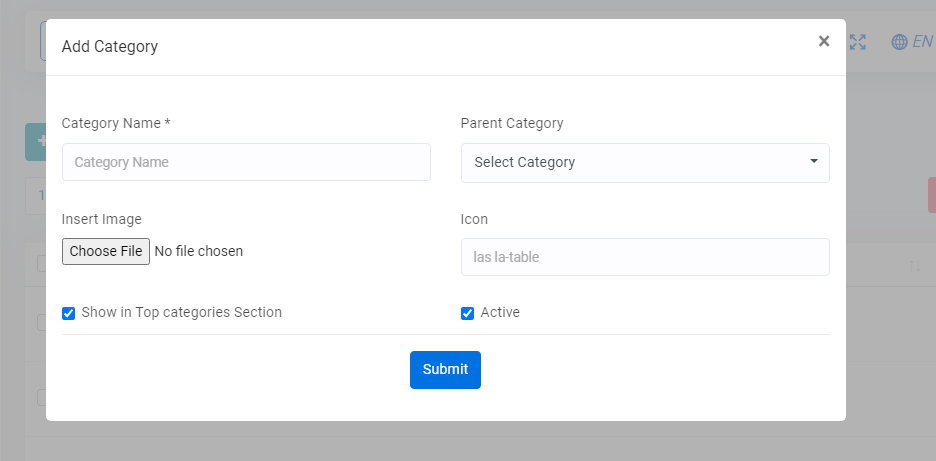 Add Category
×
EN
Category Name *
Parent Category
Category Name
Select Category
1
Insert Image
Icon
Choose File No file chosen
las la-table
Show in Top categories Section
Active
Submit